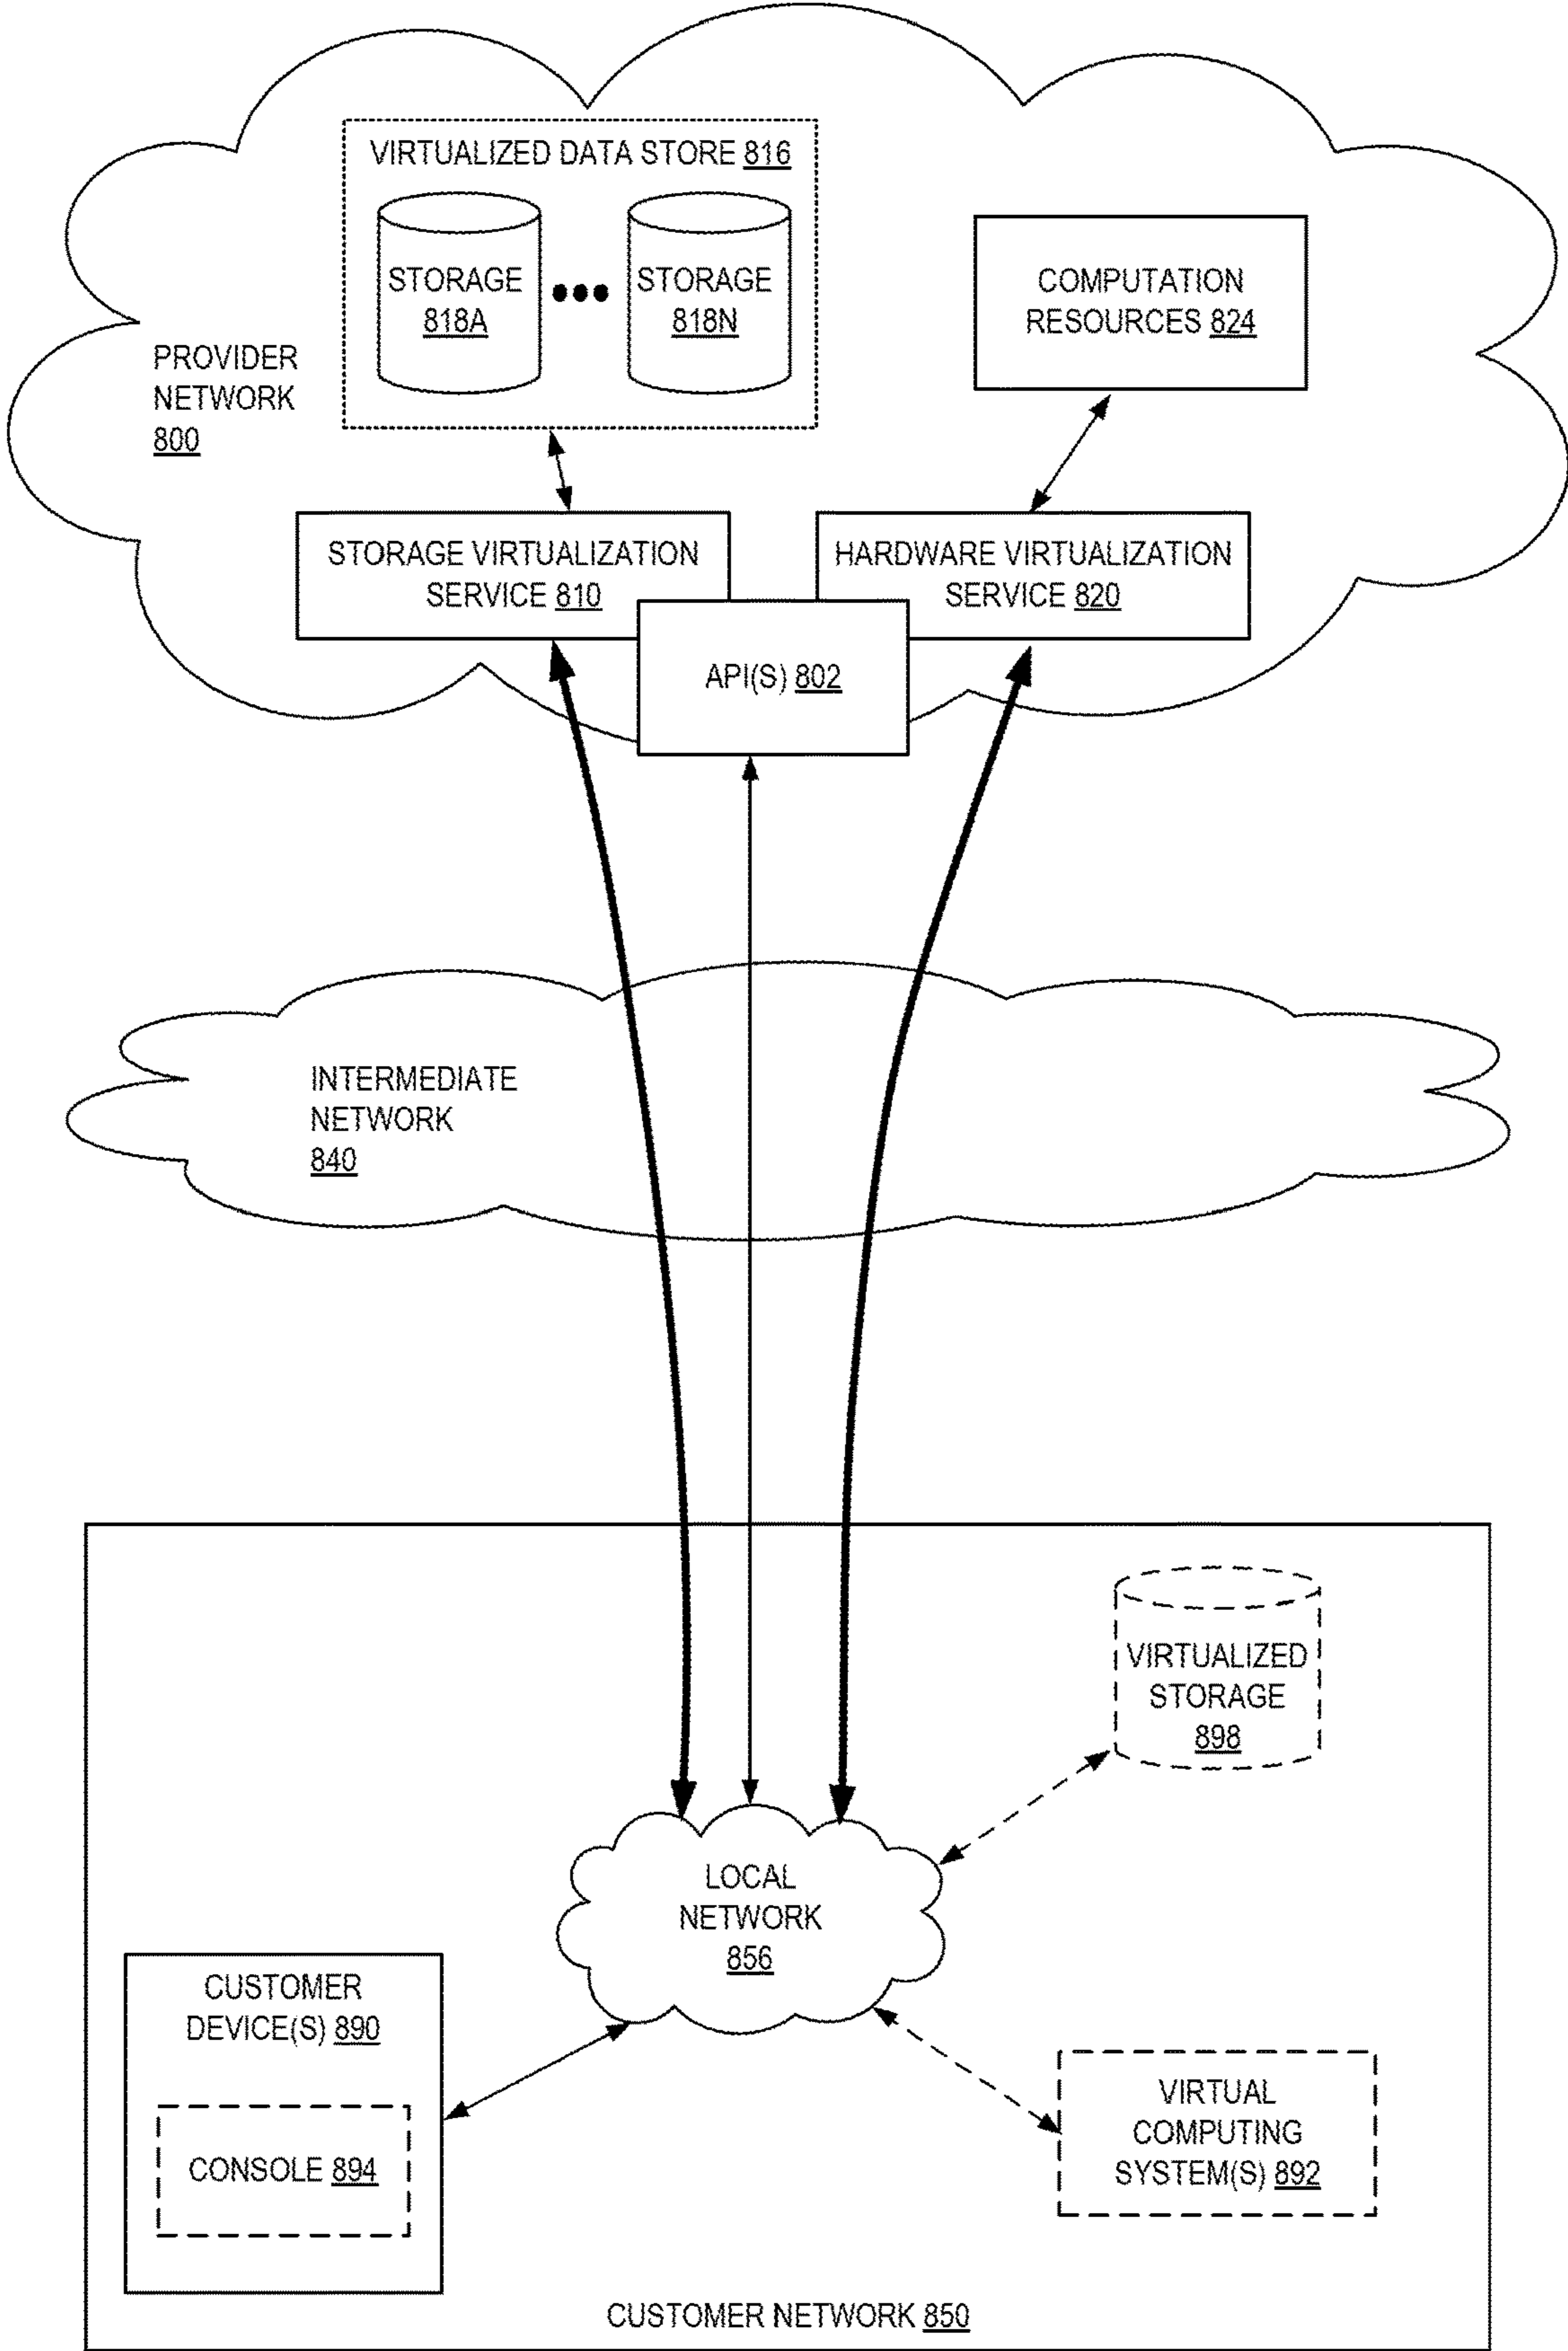 VIRTUALIZED DATA STORE 816
STORAGE
818A
STORAGE
818N
COMPUTATION
RESOURCES 824
PROVIDER
NETWORK
800
STORAGE VIRTUALIZATION
SERVICE 810
HARDWARE VIRTUALIZATION
SERVICE 820
API(S) 802
INTERMEDIATE
NETWORK
840
VIRTUALIZED
STORAGE
898
LOCAL
NETWORK
856
CUSTOMER
DEVICE(S) 890
CONSOLE 894
VIRTUAL
COMPUTING
SYSTEM(S) 892
CUSTOMER NETWORK 850